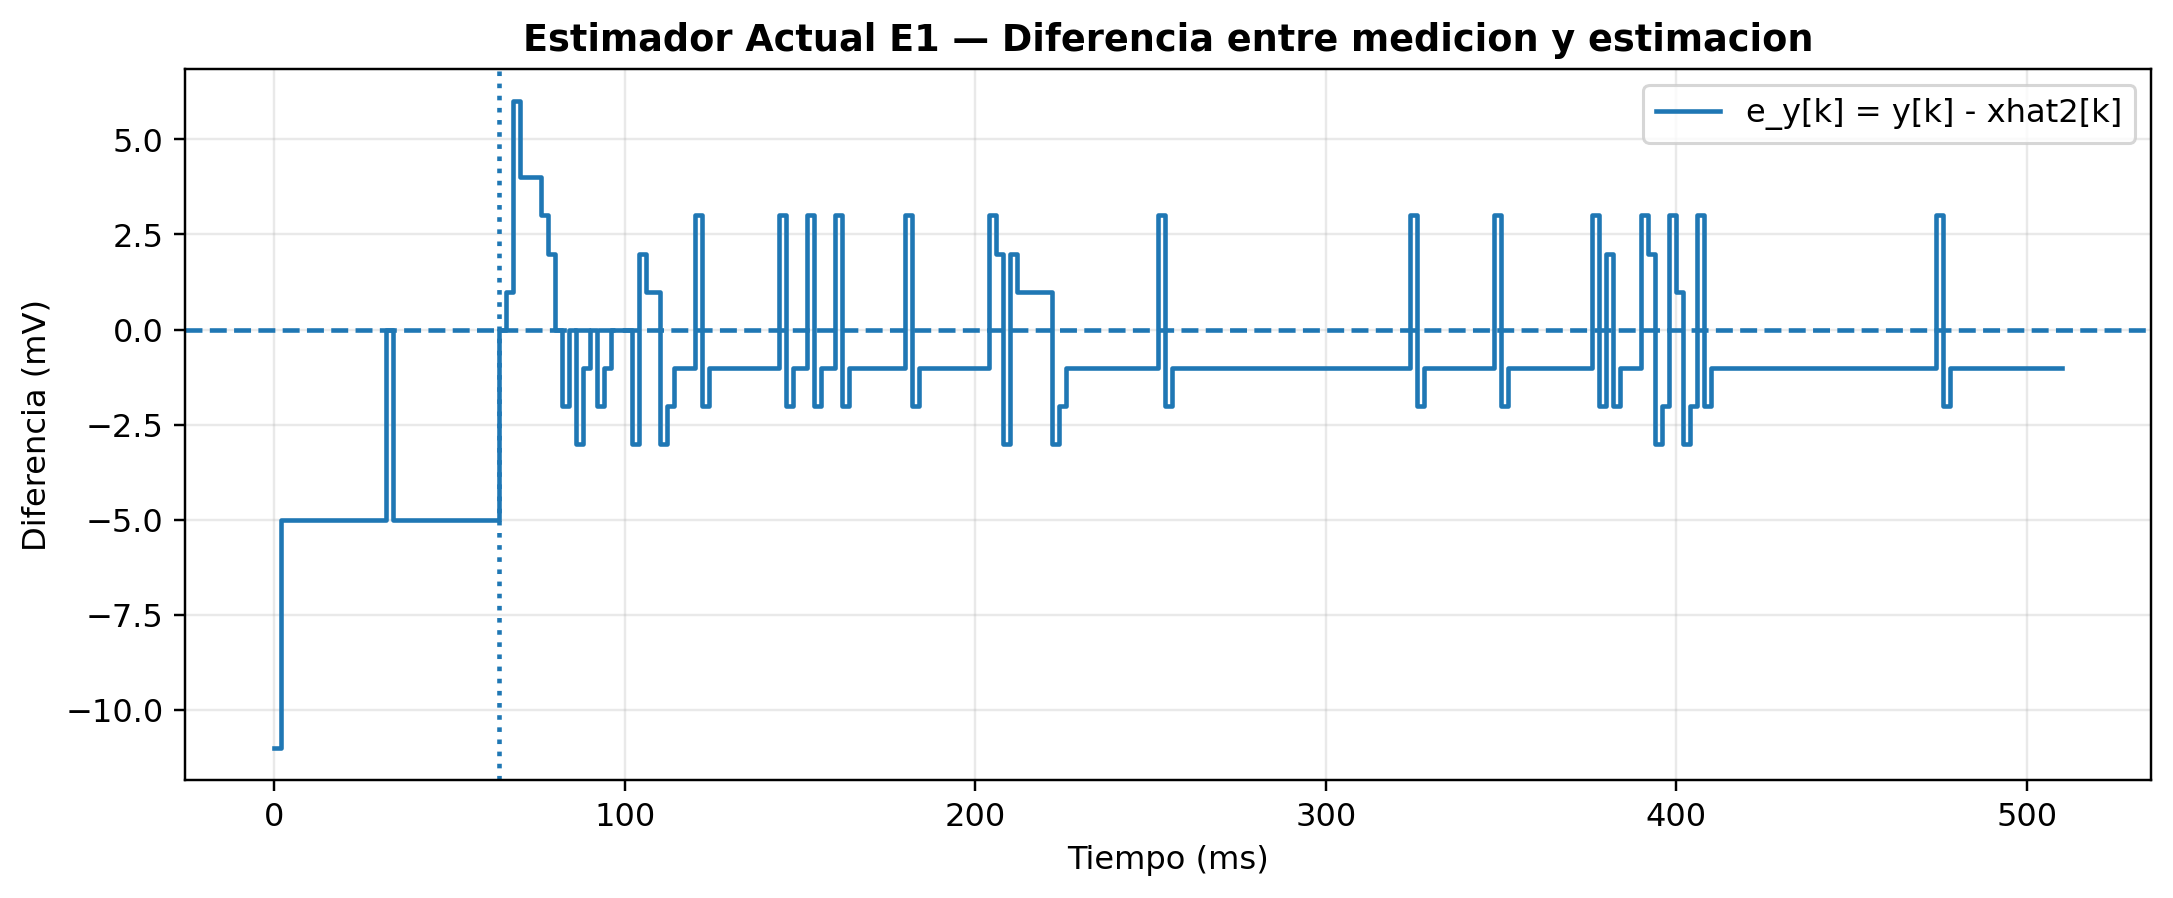 Estimador Actual E1 — Diferencia entre medicion y estimacion
e_y[k] = y[k] - xhat2[k]
Diferencia (mV)
5.0
2.5
0.0
−2.5
−5.0
−7.5
−10.0
0 100 200 300 400 500
Tiempo (ms)